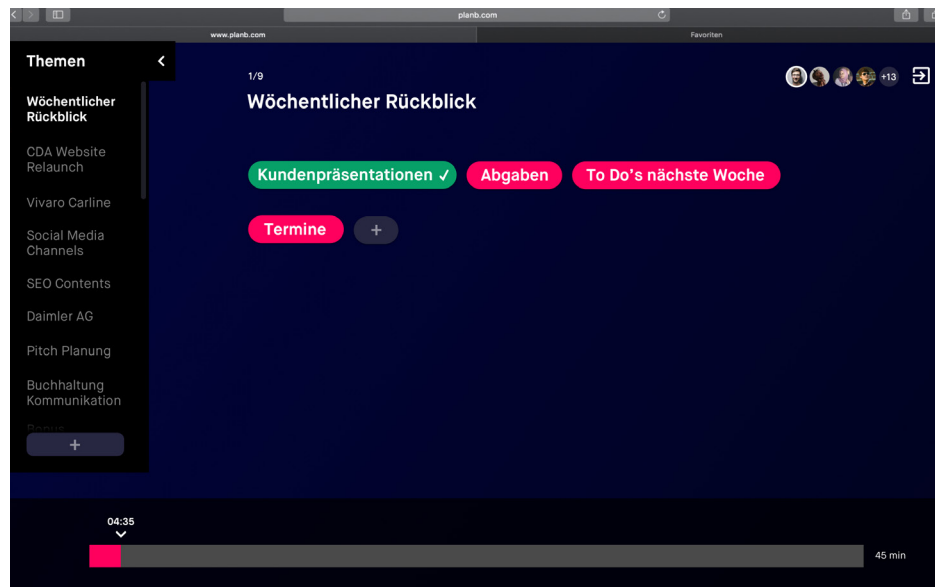 planb.com
www.planb.com
Favoriten
Themen
Wöchentlicher
Rückblick
CDA Website
Relaunch
Vivaro Carline
Social Media
Channels
SEO Contents
Daimler AG
Pitch Planung
Buchhaltung
Kommunikation
Bonus
+
1/9
Wöchentlicher Rückblick
+13
Kundenpräsentationen ✓
Abgaben
To Do's nächste Woche
Termine
+
04:35
45 min